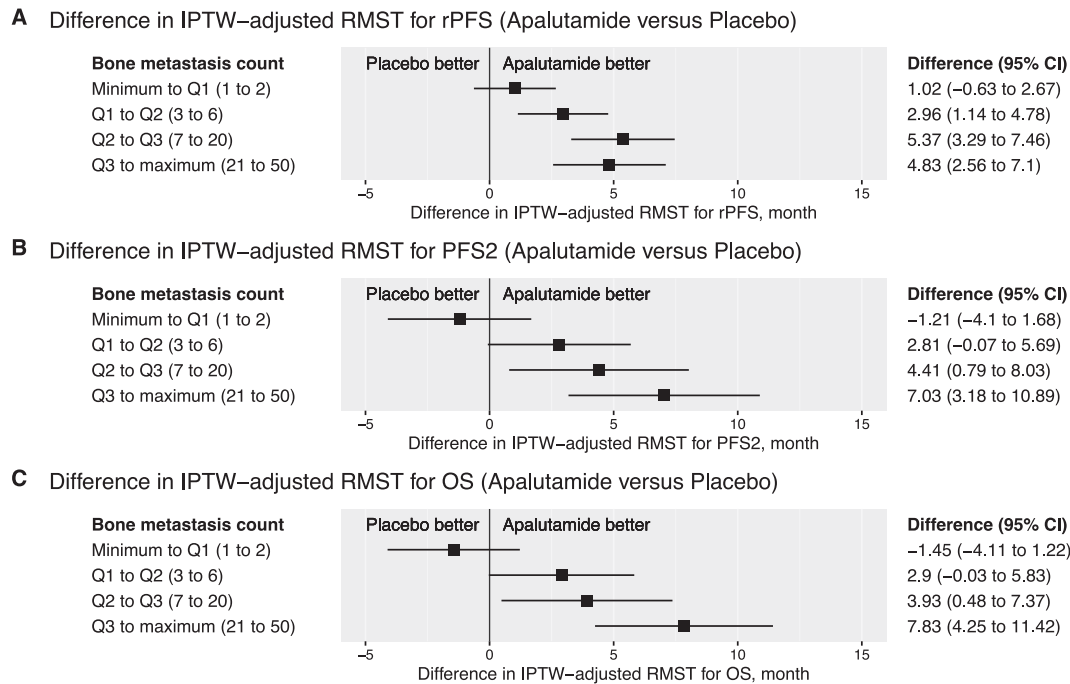 A Difference in IPTW−adjusted RMST for rPFS (Apalutamide versus Placebo)
Bone metastasis count Placebo better Apalutamide better Difference (95% CI)
Minimum to Q1 (1 to 2) 1.02 (−0.63 to 2.67)
Q1 to Q2 (3 to 6) 2.96 (1.14 to 4.78)
Q2 to Q3 (7 to 20) 5.37 (3.29 to 7.46)
Q3 to maximum (21 to 50) 4.83 (2.56 to 7.1)
−5 0 5 10 15
Difference in IPTW−adjusted RMST for rPFS, month
B Difference in IPTW−adjusted RMST for PFS2 (Apalutamide versus Placebo)
Bone metastasis count Placebo better Apalutamide better Difference (95% CI)
Minimum to Q1 (1 to 2) −1.21 (−4.1 to 1.68)
Q1 to Q2 (3 to 6) 2.81 (−0.07 to 5.69)
Q2 to Q3 (7 to 20) 4.41 (0.79 to 8.03)
Q3 to maximum (21 to 50) 7.03 (3.18 to 10.89)
−5 0 5 10 15
Difference in IPTW−adjusted RMST for PFS2, month
C Difference in IPTW−adjusted RMST for OS (Apalutamide versus Placebo)
Bone metastasis count Placebo better Apalutamide better Difference (95% CI)
Minimum to Q1 (1 to 2) −1.45 (−4.11 to 1.22)
Q1 to Q2 (3 to 6) 2.9 (−0.03 to 5.83)
Q2 to Q3 (7 to 20) 3.93 (0.48 to 7.37)
Q3 to maximum (21 to 50) 7.83 (4.25 to 11.42)
−5 0 5 10 15
Difference in IPTW−adjusted RMST for OS, month